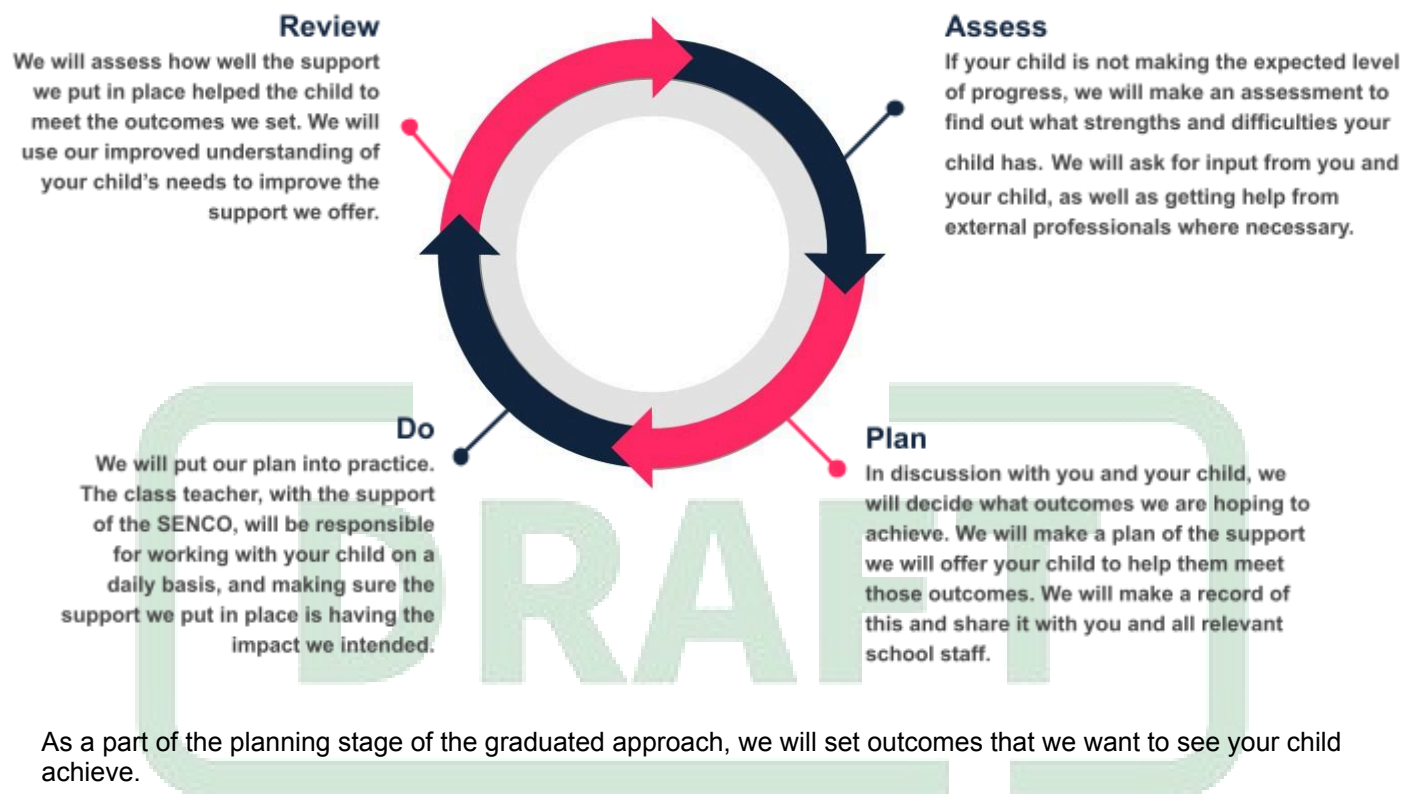 Review
We will assess how well the support
we put in place helped the child to
meet the outcomes we set. We will
use our improved understanding of
your child's needs to improve the
support we offer.
Assess
If your child is not making the expected level
of progress, we will make an assessment to
find out what strengths and difficulties your
child has. We will ask for input from you and
your child, as well as getting help from
external professionals where necessary.
Do
We will put our plan into practice.
The class teacher, with the support
of the SENCO, will be responsible
for working with your child on a
daily basis, and making sure the
support we put in place is having the
impact we intended.
Plan
In discussion with you and your child, we
will decide what outcomes we are hoping to
achieve. We will make a plan of the support
we will offer your child to help them meet
those outcomes. We will make a record of
this and share it with you and all relevant
school staff.
DRAFT
As a part of the planning stage of the graduated approach, we will set outcomes that we want to see your child
achieve.